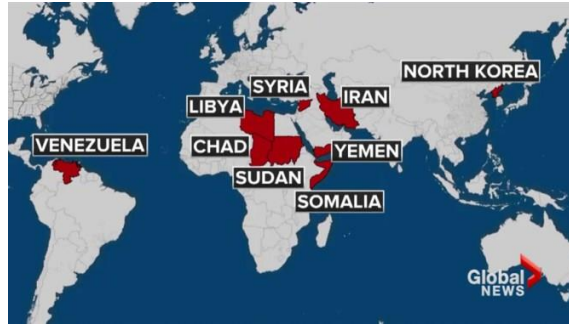 NORTH KOREA
SYRIA
IRAN
LIBYA
VENEZUELA
CHAD
YEMEN
SUDAN
SOMALIA
Global
NEWS